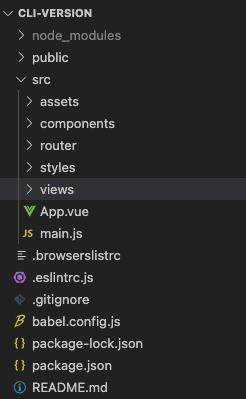 CLI-VERSION
node_modules
public
src
assets
components
router
styles
views
App.vue
JS main.js
.browserslistrc
.eslintrc.js
.gitignore
babel.config.js
{ } package-lock.json
{ } package.json
README.md